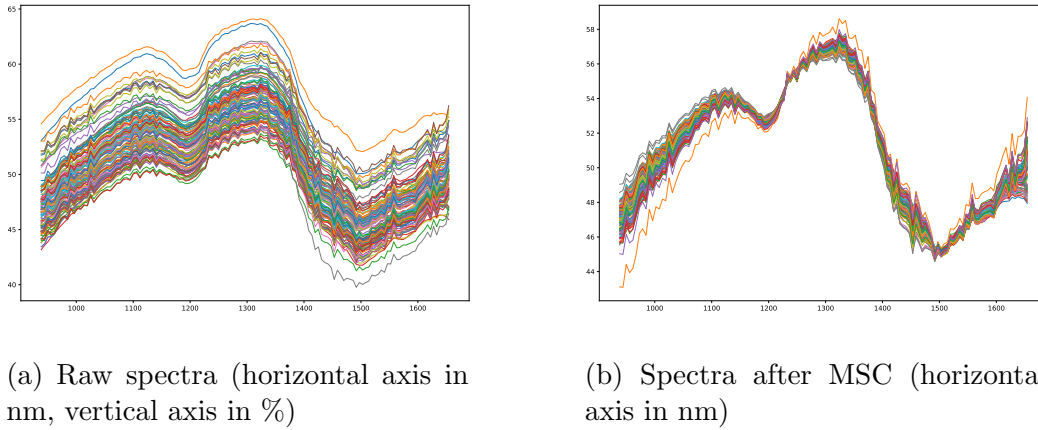 65
60
55
50
45
40
1000 1100 1200 1300 1400 1500 1600
58
56
54
52
50
48
46
44
1000 1100 1200 1300 1400 1500 1600
(a) Raw spectra (horizontal axis in
nm, vertical axis in %)
(b) Spectra after MSC (horizonta
axis in nm)